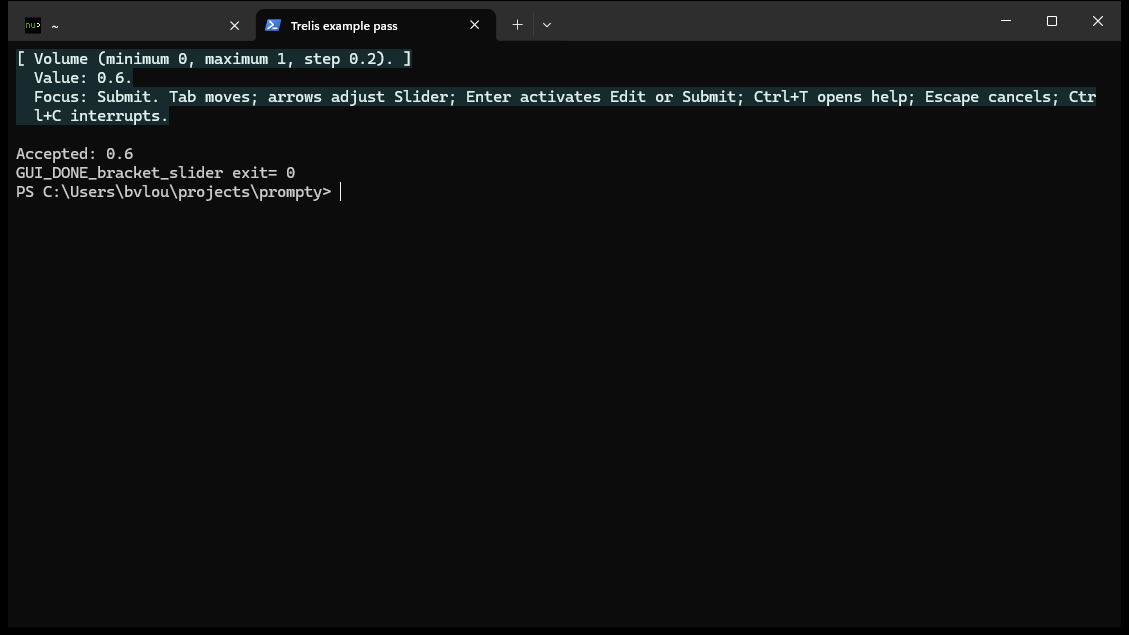 nu> ~
Trelis example pass
[ Volume (minimum 0, maximum 1, step 0.2). ]
Value: 0.6.
Focus: Submit. Tab moves; arrows adjust Slider; Enter activates Edit or Submit; Ctrl+T opens help; Escape cancels; Ctr
l+C interrupts.
Accepted: 0.6
GUI_DONE_bracket_slider exit= 0
PS C:\Users\bvlou\projects\prompty>